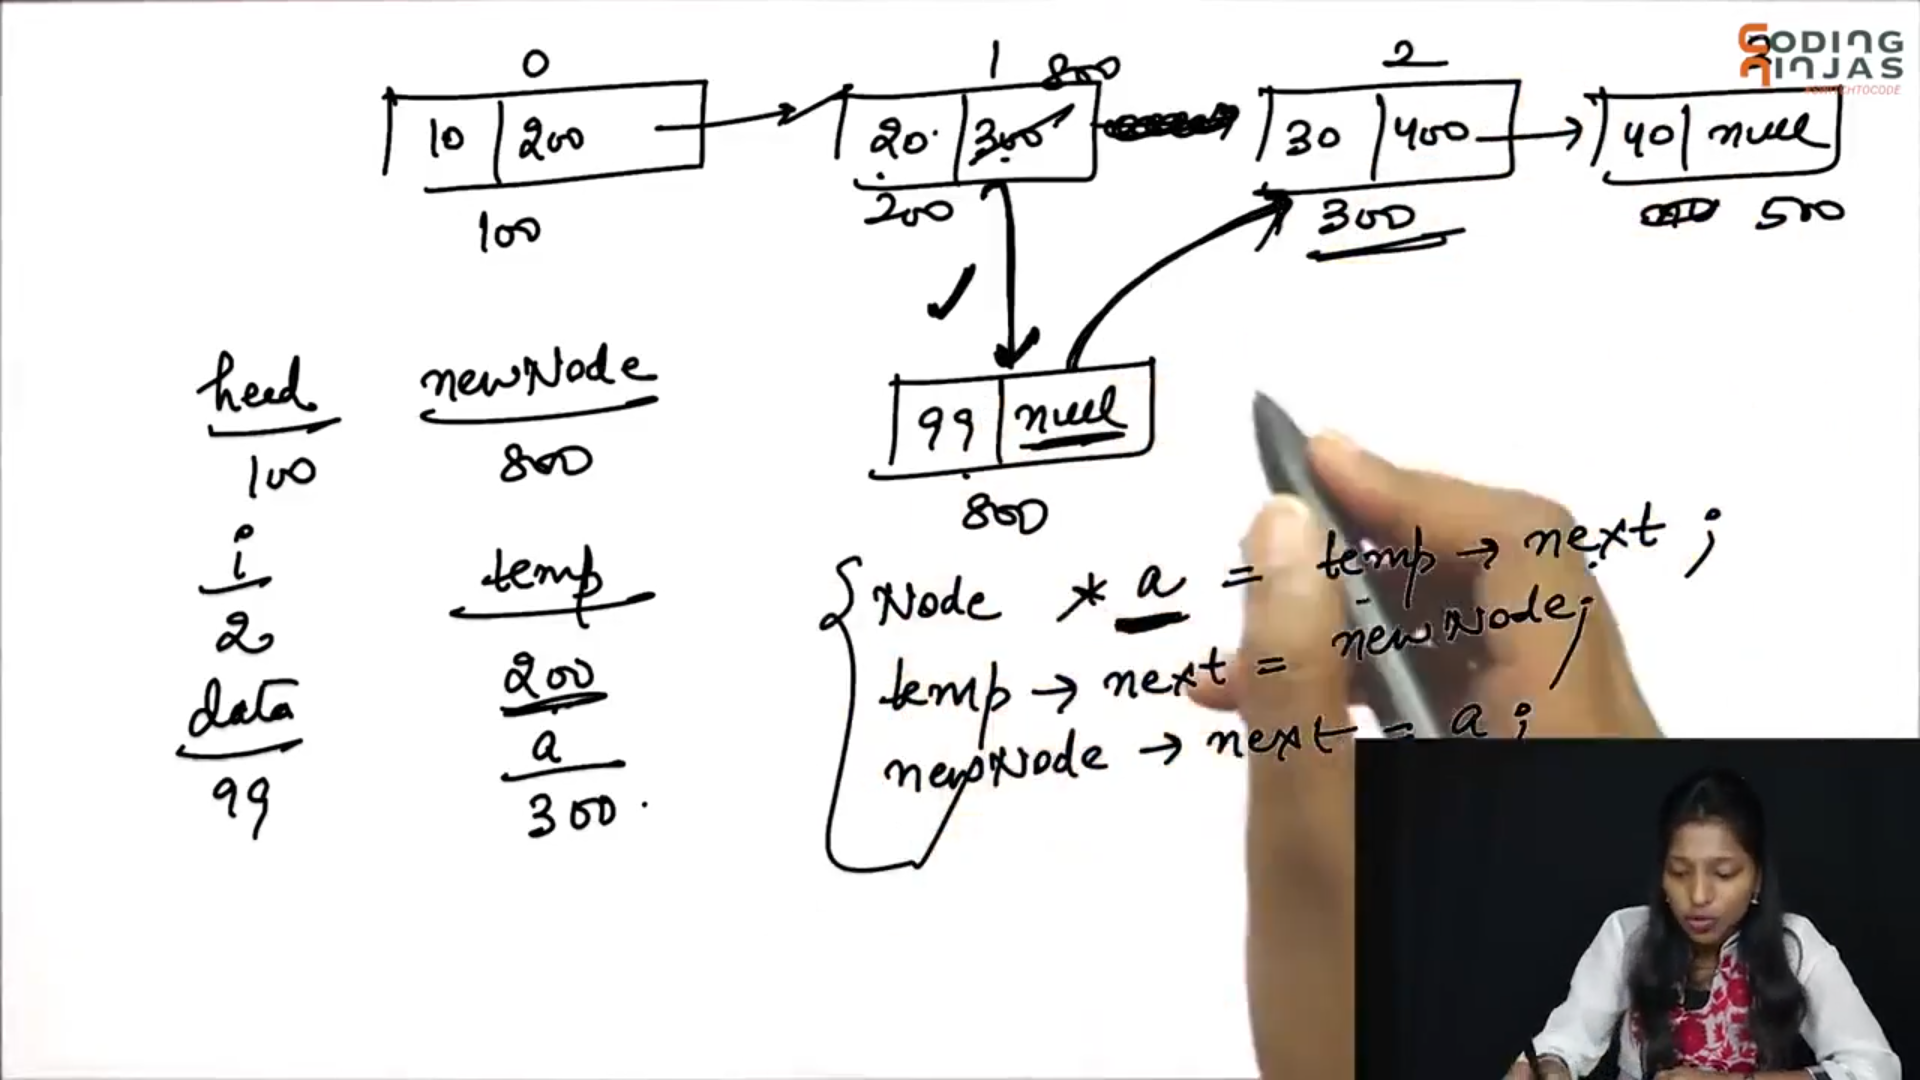 0 1 800 2
10 200 20 300 30 400 40 null
100 200 300 500
head newNode
99 null
100 800
800
i temp
Node * a = temp → next ;
2
temp → next = newNode;
200
data
newNode → next = a ;
a
99 300
CODING
NINJAS
#SWITCHTOCODE